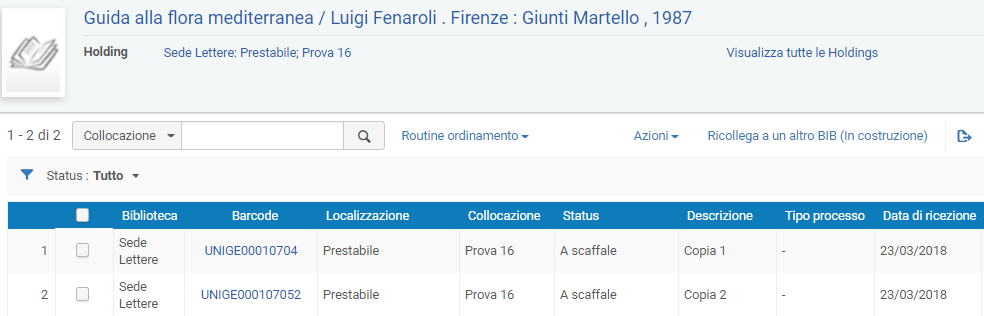 Guida alla flora mediterranea / Luigi Fenaroli . Firenze : Giunti Martello , 1987
Holding Sede Lettere: Prestabile; Prova 16 Visualizza tutte le Holdings
1 - 2 di 2 Collocazione Routine ordinamento Azioni Ricollega a un altro BIB (In costruzione)
Status : Tutto
Biblioteca Barcode Localizzazione Collocazione Status Descrizione Tipo processo Data di ricezione
1 Sede Lettere UNIGE00010704 Prestabile Prova 16 A scaffale Copia 1 - 23/03/2018
2 Sede Lettere UNIGE000107052 Prestabile Prova 16 A scaffale Copia 2 - 23/03/2018